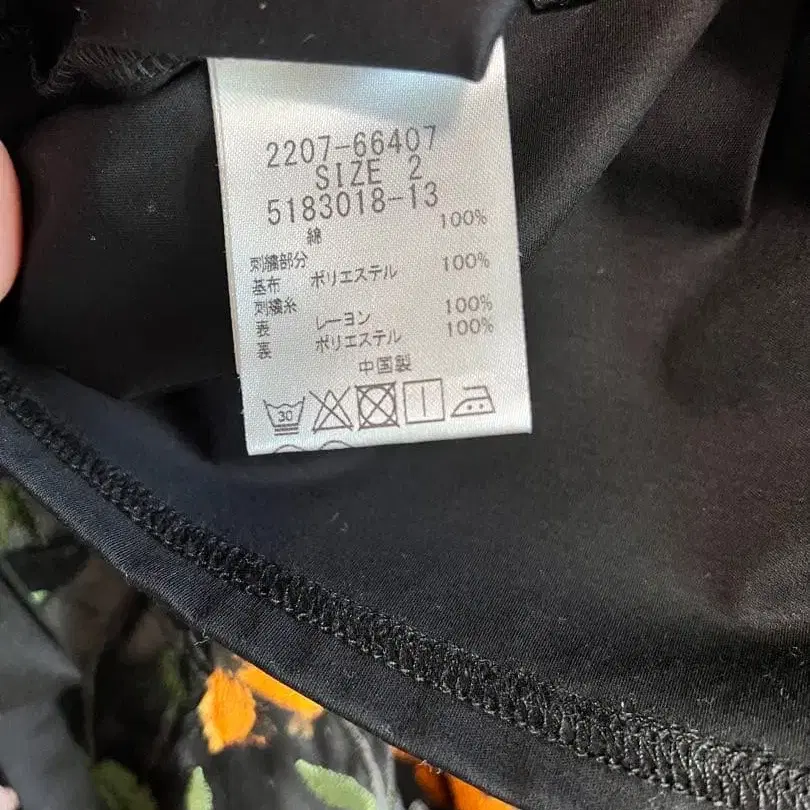 2207-66407
SIZE 2
5183018-13
綿 100%
刺繍部分
基布 ポリエステル 100%
刺繍糸
表 レーヨン 100%
裏 ポリエステル 100%
中国製
30